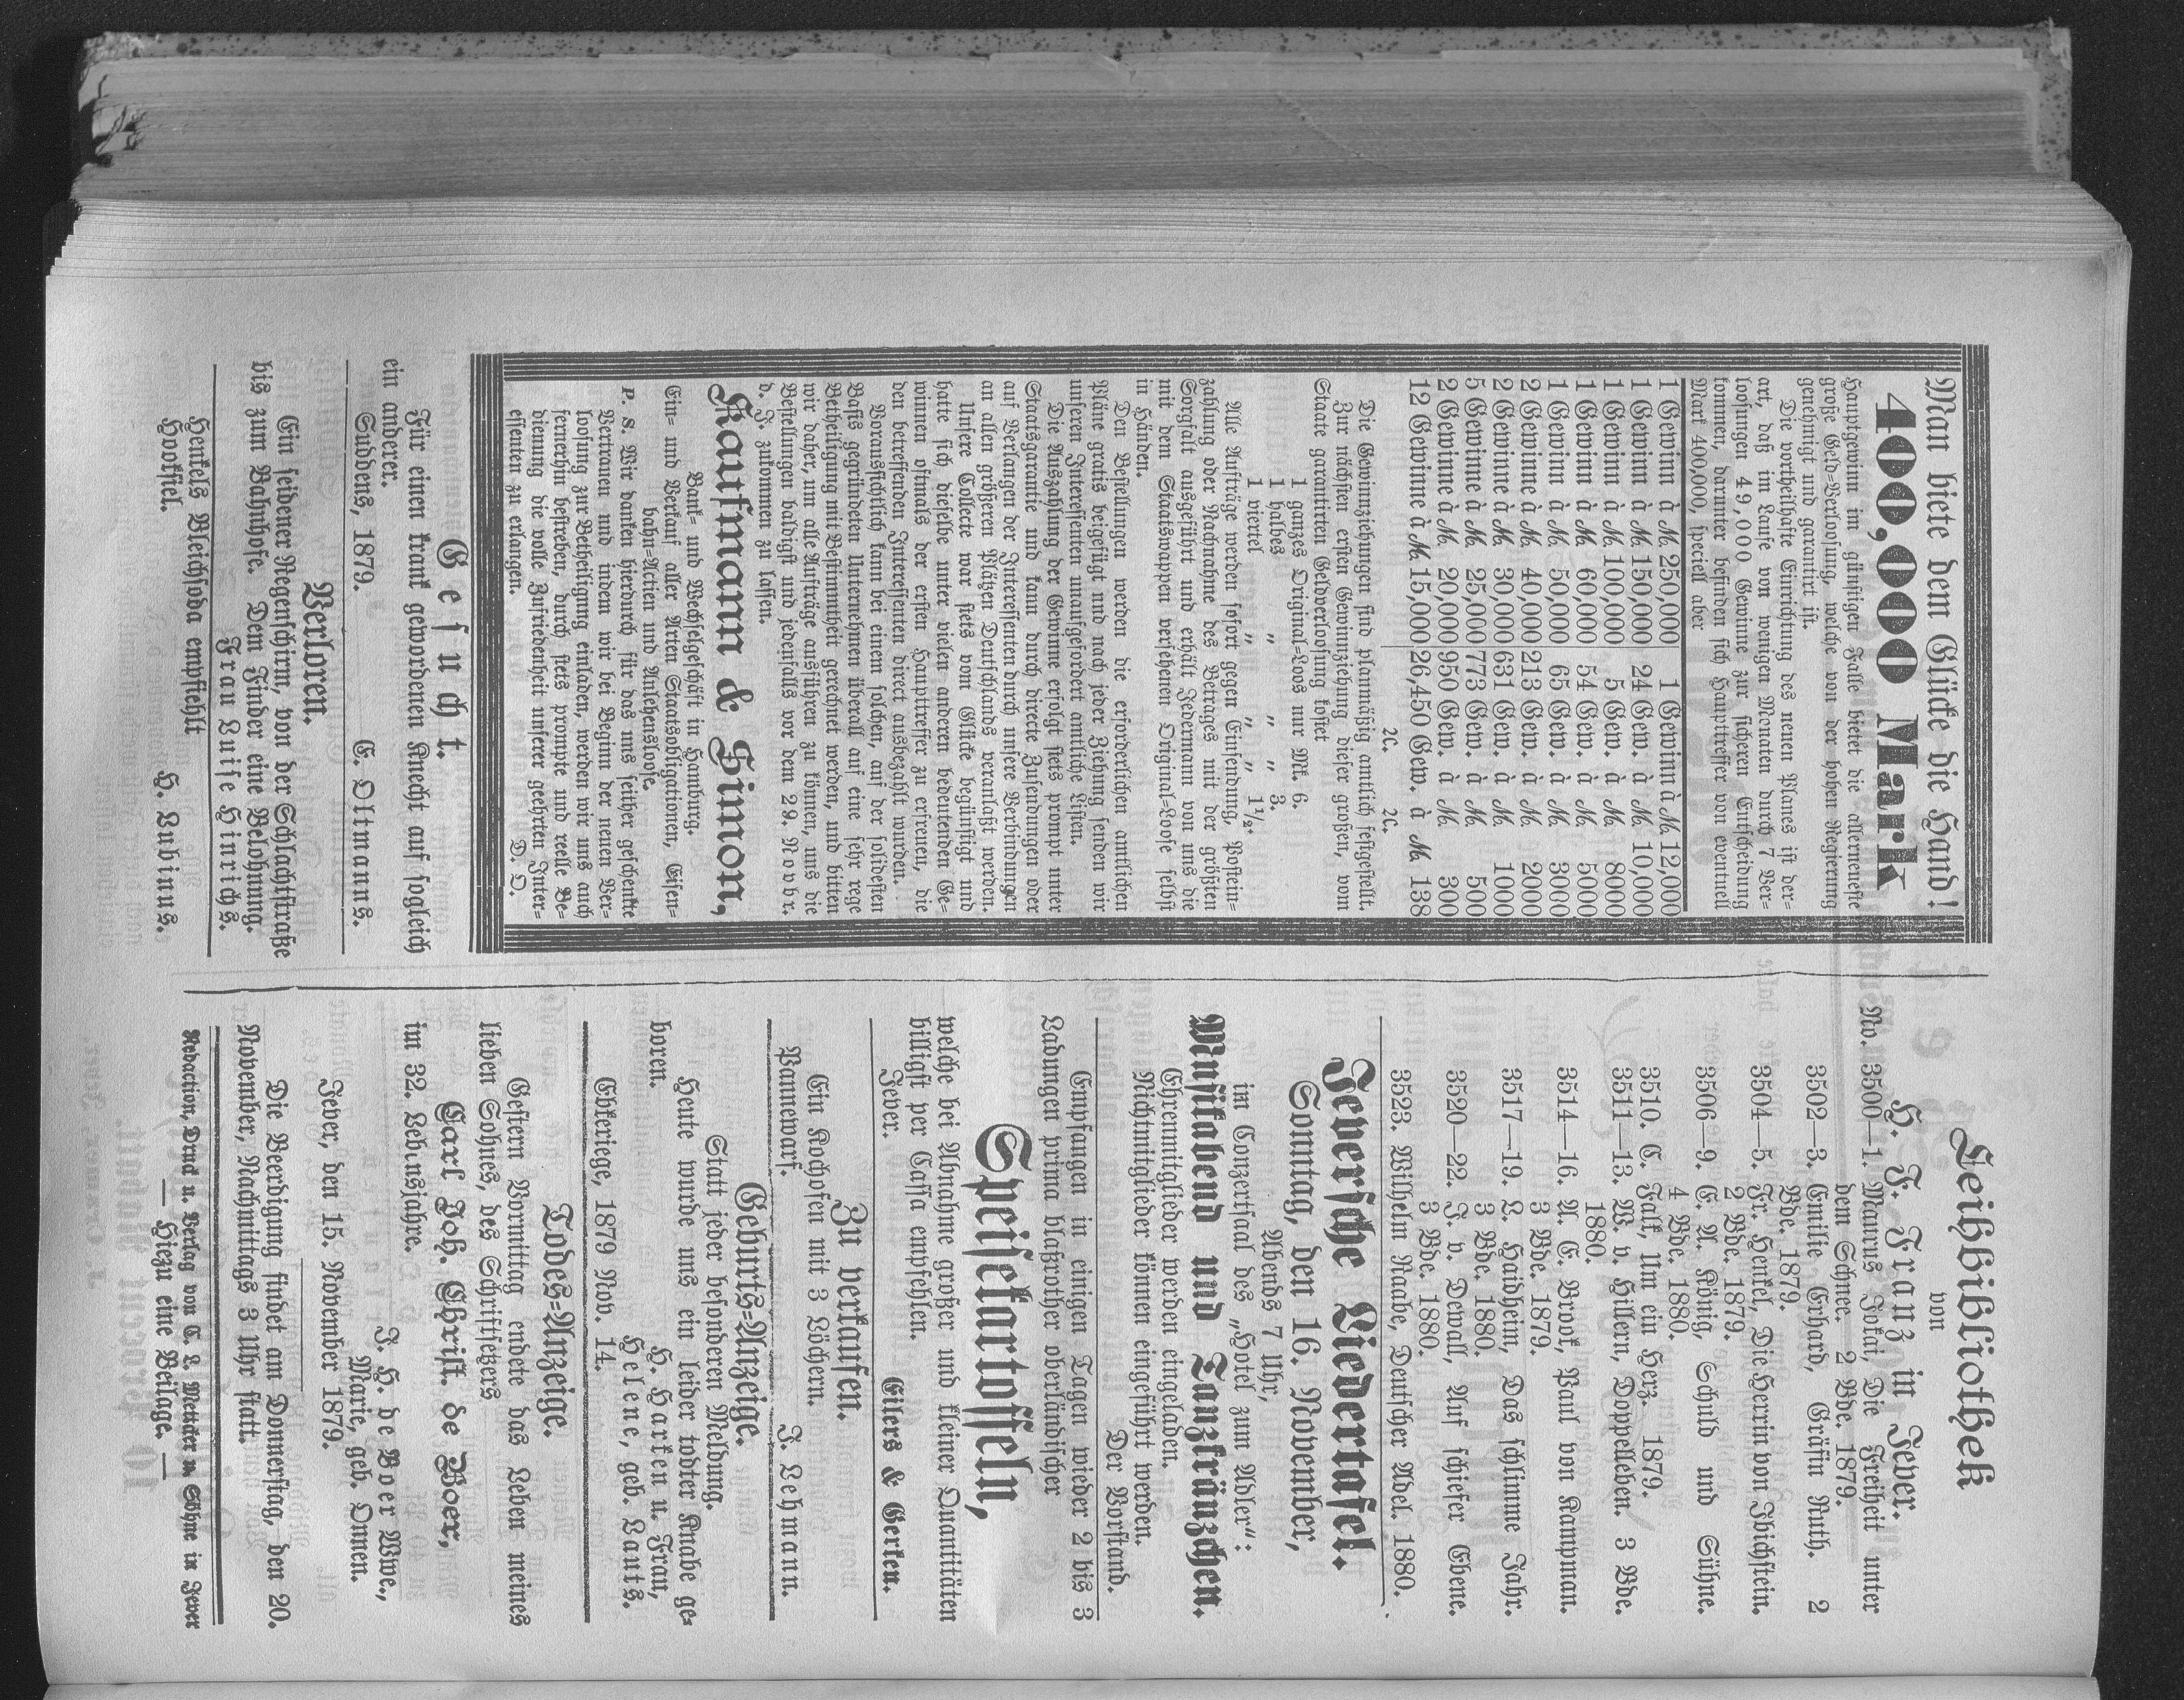 Man biete dem Glücke die Hand!
400,000 Mark
Hauptgewinn im günstigen Falle bietet die allerneueste
große Geld=Verloosung, welche von der hohen Regierung
genehmigt und garantirt ist.
Die vortheilhafte Einrichtung des neuen Planes ist der=
art, daß im Laufe von wenigen Monaten durch 7 Ver=
loosungen 49,000 Gewinne zur sicheren Entscheidung
kommen, darunter befinden sich Haupttreffer von eventuell
Mark 400,000, speciell aber
1 Gewinn à M. 250,000 1 Gewinn à M. 12,000
1 Gewinn à M. 150,000 24 Gew. à M. 10,000
1 Gewinn à M. 100,000 5 Gew. à M. 8000
1 Gewinn à M. 60,000 54 Gew. à M. 5000
1 Gewinn à M. 50,000 65 Gew. à M. 3000
2 Gewinne à M. 40,000 213 Gew. à M. 2000
2 Gewinne à M. 30,000 631 Gew. à M. 1000
5 Gewinne à M. 25,000 773 Gew. à M. 500
2 Gewinne à M. 20,000 950 Gew. à M. 300
12 Gewinne à M. 15,000 26,450 Gew. à M. 138
ꝛc. ꝛc.
Die Gewinnziehungen sind planmäßig amtlich festgestellt.
Zur nächsten ersten Gewinnziehung dieser großen, vom
Staate garantirten Geldverloosung kostet
1 ganzes Original=Loos nur Mk. 6.
1 halbes " " " 3.
1 viertel " " " 1½.
Alle Aufträge werden sofort gegen Einsendung, Postein=
zahlung oder Nachnahme des Betrages mit der größten
Sorgfalt ausgeführt und erhält Jedermann von uns die
mit dem Staatswappen versehenen Original=Loose selbst
in Händen.
Den Bestellungen werden die erforderlichen amtlichen
Pläne gratis beigefügt und nach jeder Ziehung senden wir
unseren Interessenten unaufgefordert amtliche Listen.
Die Auszahlung der Gewinne erfolgt stets prompt unter
Staatsgarantie und kann durch directe Zusendungen oder
auf Verlangen der Interessenten durch unsere Verbindungen
an allen größeren Plätzen Deutschlands veranlaßt werden.
Unsere Collecte war stets vom Glücke begünstigt und
hatte sich dieselbe unter vielen anderen bedeutenden Ge=
winnen oftmals der ersten Haupttreffer zu erfreuen, die
den betreffenden Interessenten direct ausbezahlt wurden.
Voraussichtlich kann bei einem solchen, auf der solidesten
Basis gegründeten Unternehmen überall auf eine sehr rege
Betheiligung mit Bestimmtheit gerechnet werden, und bitten
wir daher, um alle Aufträge ausführen zu können, uns die
Bestellungen baldigst und jedenfalls vor dem 29. Novbr.
d. J. zukommen zu lassen.
Kaufmann & Simon,
Bank= und Wechselgeschäft in Hamburg,
Ein= und Verkauf aller Arten Staatsobligationen, Eisen=
bahn=Actien und Anlehensloose.
P. S. Wir danken hierdurch für das uns seither geschenkte
Vertrauen und indem wir bei Beginn der neuen Ver=
loosung zur Betheiligung einladen, werden wir uns auch
fernerhin bestreben, durch stets prompte und reelle Be=
dienung die volle Zufriedenheit unserer geehrten Inter=
essenten zu erlangen. D. O.
Gesucht.
Für einen krank gewordenen Knecht auf sogleich
ein anderer.
Suddens, 1879. E. Oltmanns.
Verloren.
Ein seidener Regenschirm, von der Schlachtstraße
bis zum Bahnhofe. Dem Finder eine Belohnung.
Frau Luise Hinrichs.
Henkels Bleichsoda empfiehlt
Hooksiel. H. Lubinus.
Leihbibliothek
von
H. F. Franz in Jever.
No. 3500—1. Maurus Jokai, Die Freiheit unter
dem Schnee. 2 Bde. 1879.
3502—3. Emilie Erhard, Gräfin Ruth. 2
Bde. 1879.
3504—5. Fr. Henkel, Die Herrin von Ibichstein.
2 Bde. 1879.
3506—9. E. A. König, Schuld und Sühne.
4 Bde. 1880.
3510. C. Falk, Um ein Herz. 1879.
3511—13. W. v. Hillern, Doppelleben. 3 Bde.
1880.
3514—16. A. E. Brook, Paul von Kampman.
3 Bde. 1879.
3517—19. L. Haidheim, Das schlimme Jahr.
3 Bde. 1880.
3520—22. J. v. Dewall, Auf schiefer Ebene.
3 Bde. 1880.
3523. Wilhelm Raabe, Deutscher Adel. 1880.
Jeversche Liedertafel.
Sonntag, den 16. November,
Abends 7 Uhr,
im Conzertsaal des „Hotel zum Adler“:
Musikabend und Tanzkränzchen.
Ehrenmitglieder werden eingeladen.
Nichtmitglieder können eingeführt werden.
Der Vorstand.
Empfangen in einigen Tagen wieder 2 bis 3
Ladungen prima blaßrother oberländischer
Speisekartoffeln,
welche bei Abnahme großer und kleiner Quantitäten
billigst per Cassa empfehlen.
Jever. Eilers & Gerken.
Zu verkaufen.
Ein Kochofen mit 3 Löchern.
Pannewarf. J. Lehmann.
Geburts=Anzeige.
Statt jeder besonderen Meldung.
Heute wurde uns ein leider todter Knabe ge=
boren. H. Harken u. Frau,
Helene, geb. Lauts.
Ebkeriege, 1879 Nov. 14.
Todes=Anzeige.
Gestern Vormittag endete das Leben meines
lieben Sohnes, des Schriftsetzers
Carl Joh. Christ. de Boer,
im 32. Lebensjahre.
J. H. de Boer Wwe.,
Marie, geb. Onnen.
Jever, den 15. November 1879.
Die Beerdigung findet am Donnerstag, den 20.
November, Nachmittags 3 Uhr statt.
Redaction, Druck u. Verlag von C. L. Mettcker u. Söhne in Jever
— Hiezu eine Beilage. —